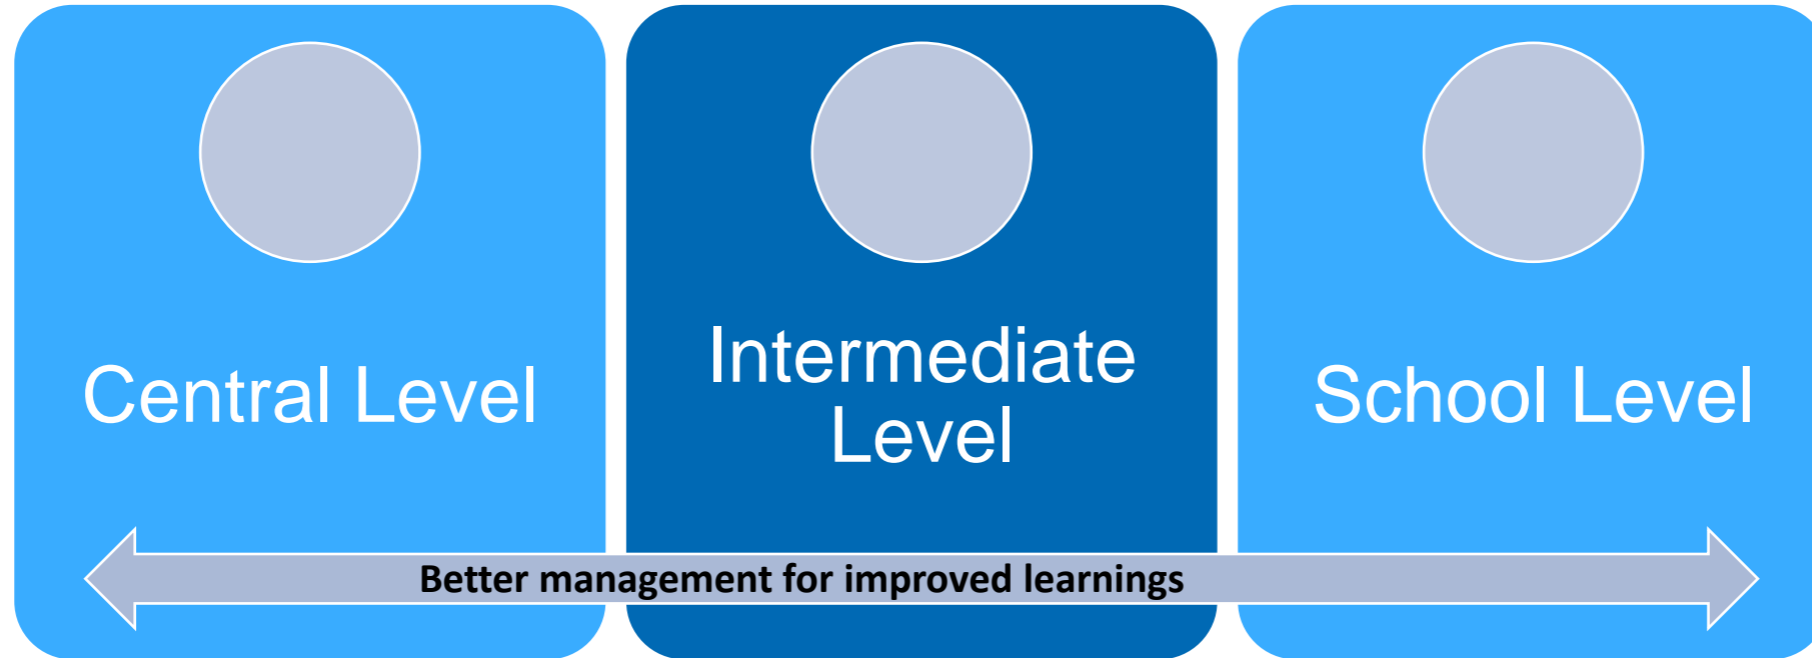 Central Level
Intermediate
Level
School Level
Better management for improved learnings